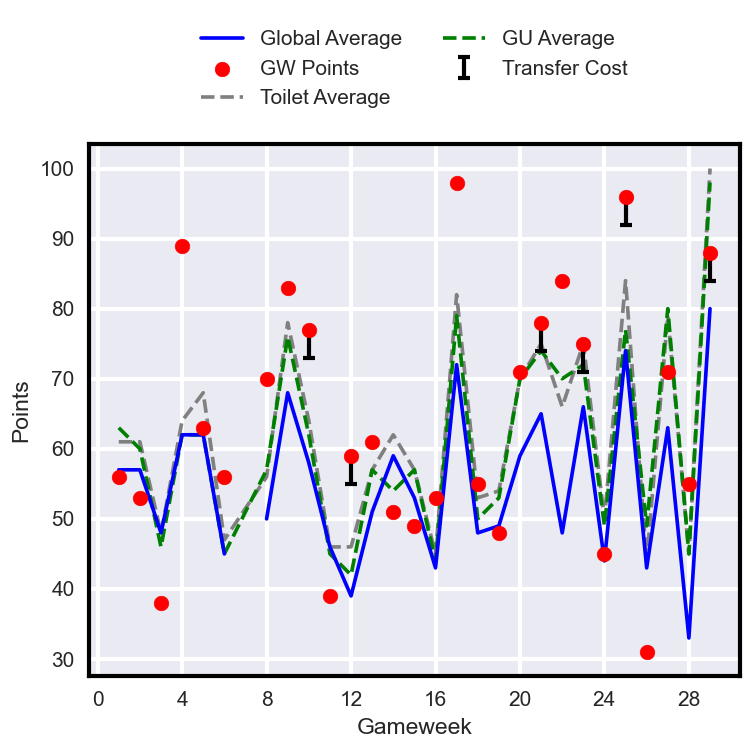 Global Average
GW Points
Toilet Average
GU Average
Transfer Cost
100
90
80
70
60
50
40
30
Points
0 4 8 12 16 20 24 28
Gameweek